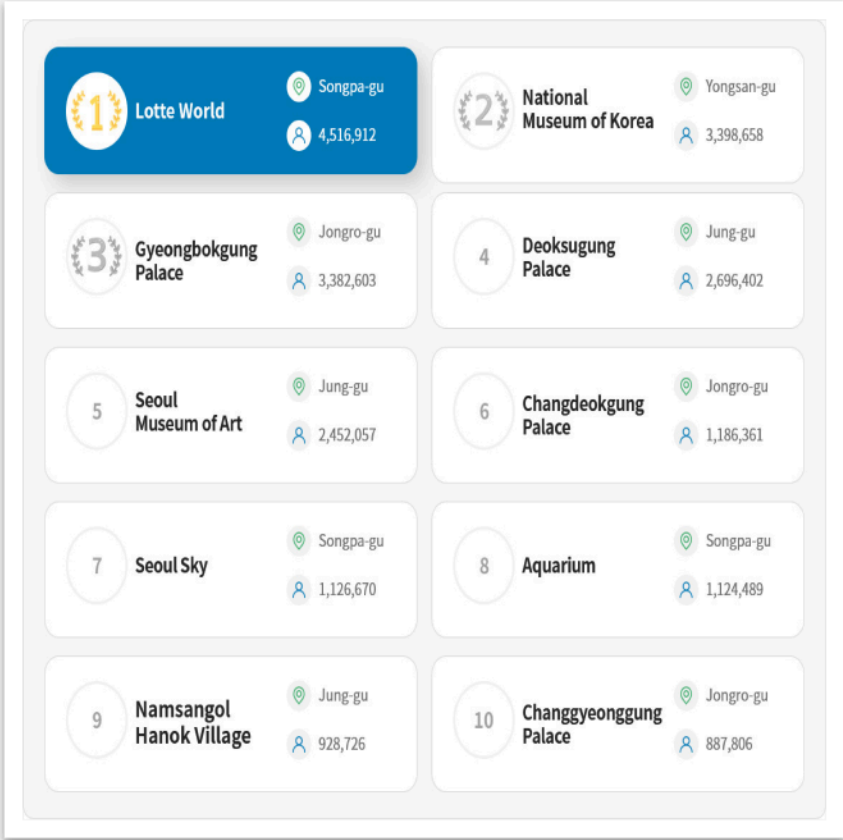 1
Lotte World
Songpa-gu
4,516,912
2
National
Museum of Korea
Yongsan-gu
3,398,658
3
Gyeongbokgung
Palace
Jongro-gu
3,382,603
4
Deoksugung
Palace
Jung-gu
2,696,402
5
Seoul
Museum of Art
Jung-gu
2,452,057
6
Changdeokgung
Palace
Jongro-gu
1,186,361
7
Seoul Sky
Songpa-gu
1,126,670
8
Aquarium
Songpa-gu
1,124,489
9
Namsangol
Hanok Village
Jung-gu
928,726
10
Changgyeonggung
Palace
Jongro-gu
887,806